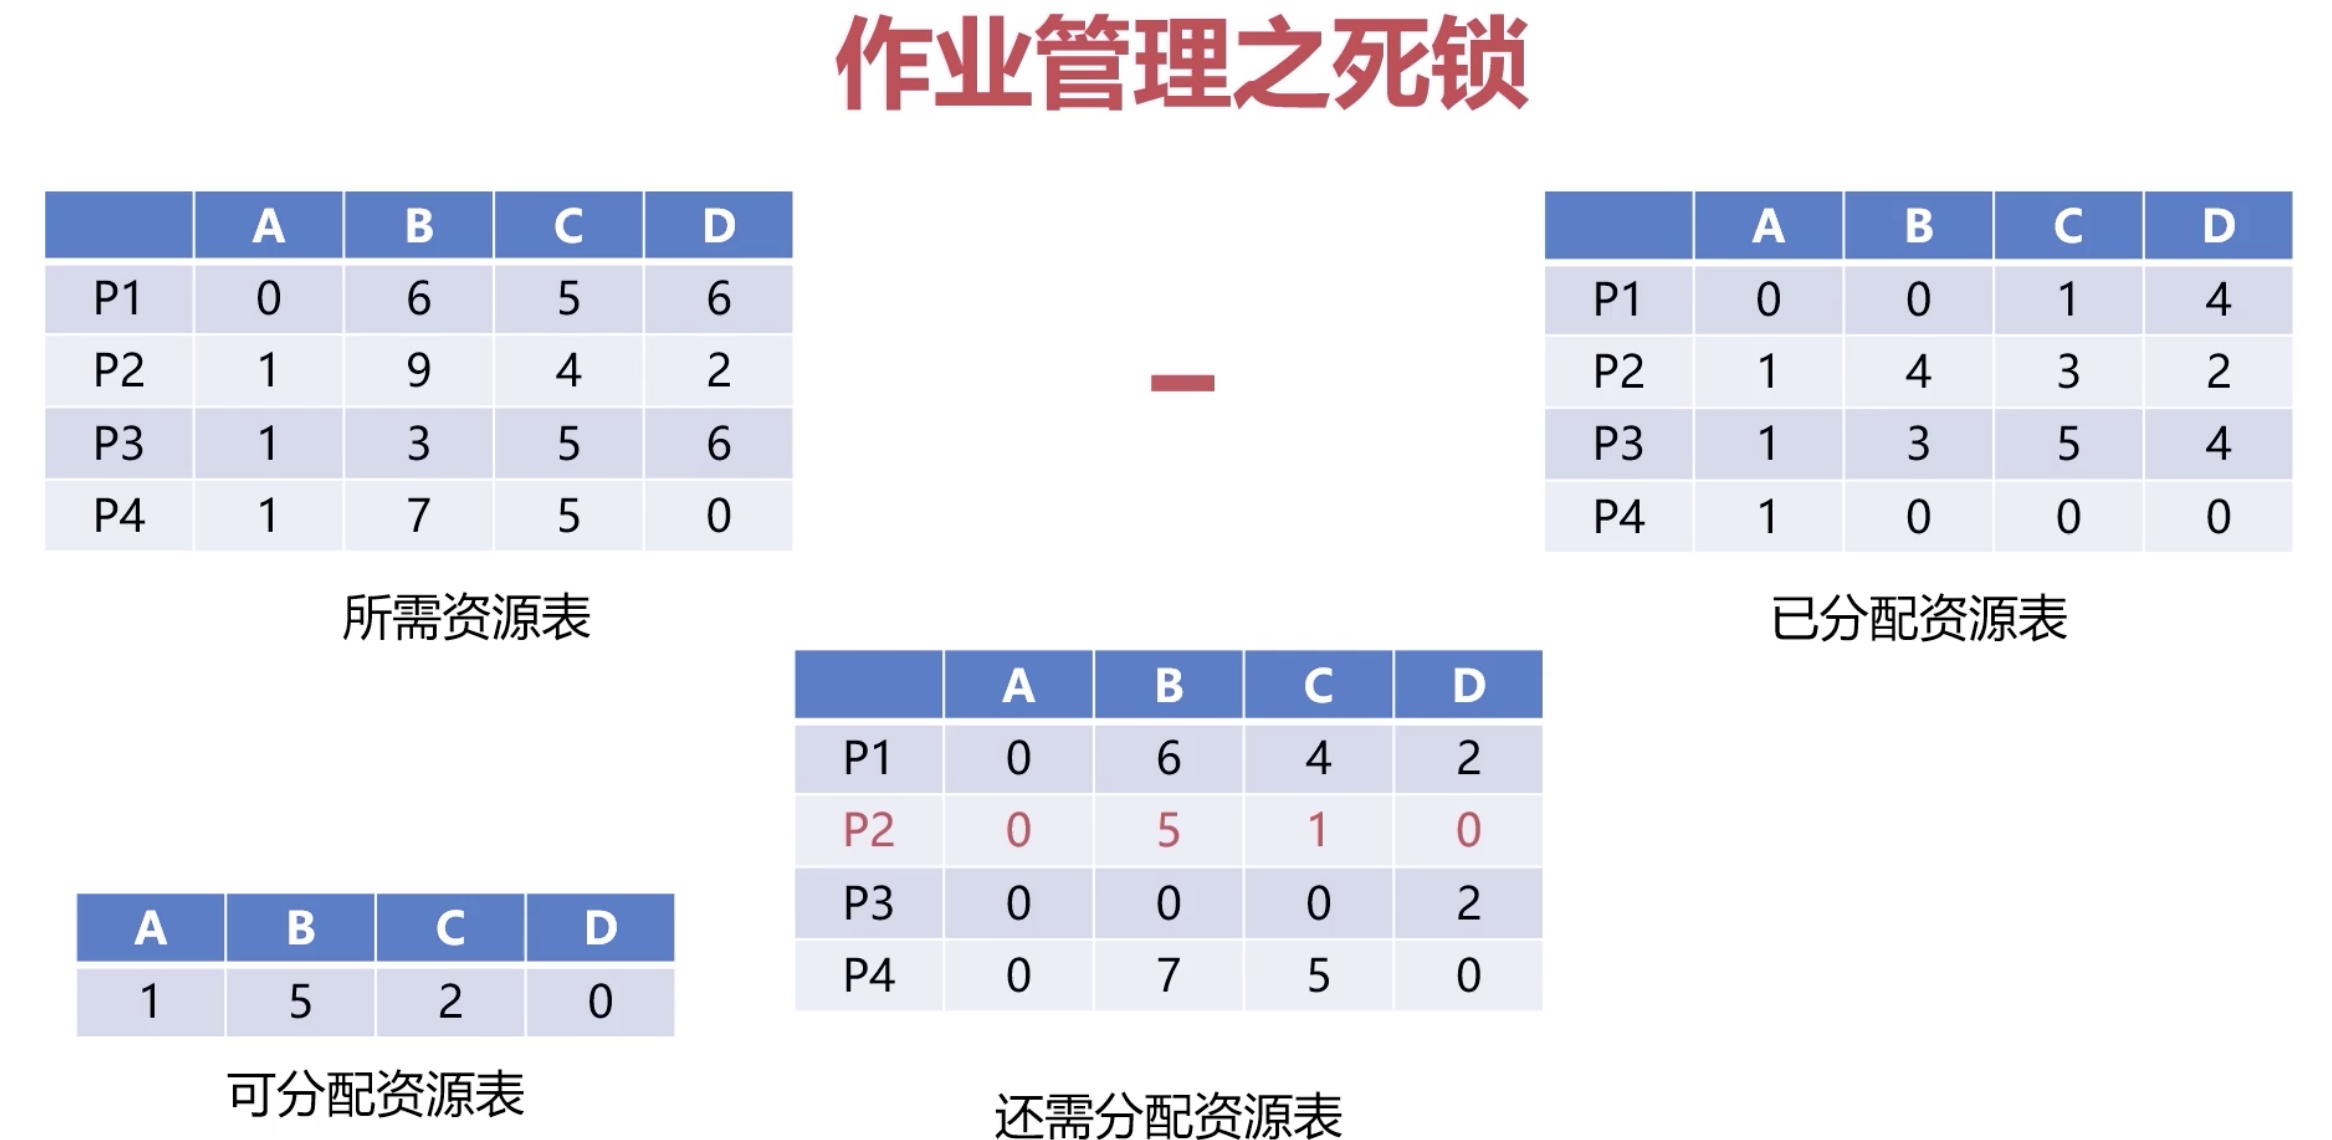 作业管理之死锁
A B C D
P1 0 6 5 6
P2 1 9 4 2
P3 1 3 5 6
P4 1 7 5 0
所需资源表
-
A B C D
P1 0 0 1 4
P2 1 4 3 2
P3 1 3 5 4
P4 1 0 0 0
已分配资源表
A B C D
1 5 2 0
可分配资源表
A B C D
P1 0 6 4 2
P2 0 5 1 0
P3 0 0 0 2
P4 0 7 5 0
还需分配资源表